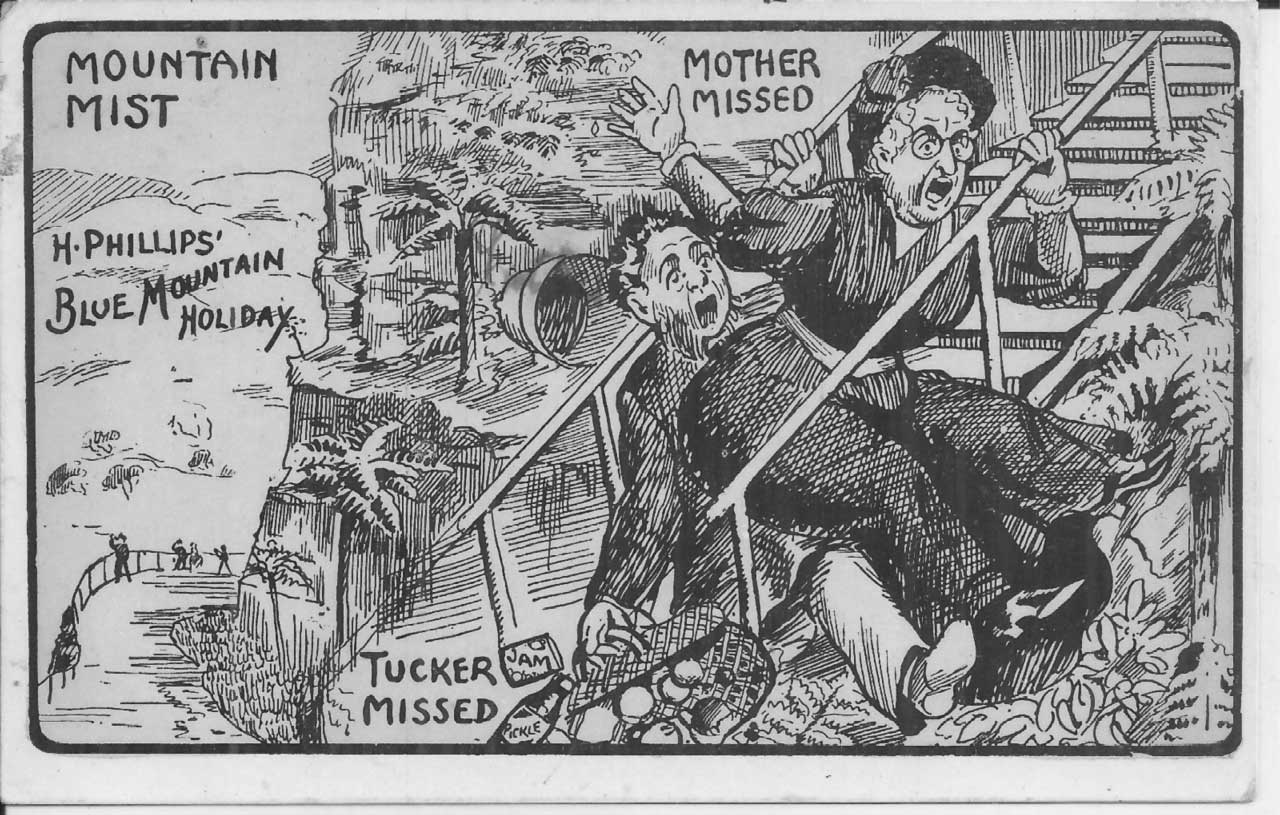 MOUNTAIN
MIST
MOTHER
MISSED
H. PHILLIPS'
BLUE MOUNTAIN
HOLIDAY
TUCKER
MISSED
JAM
PICKLE